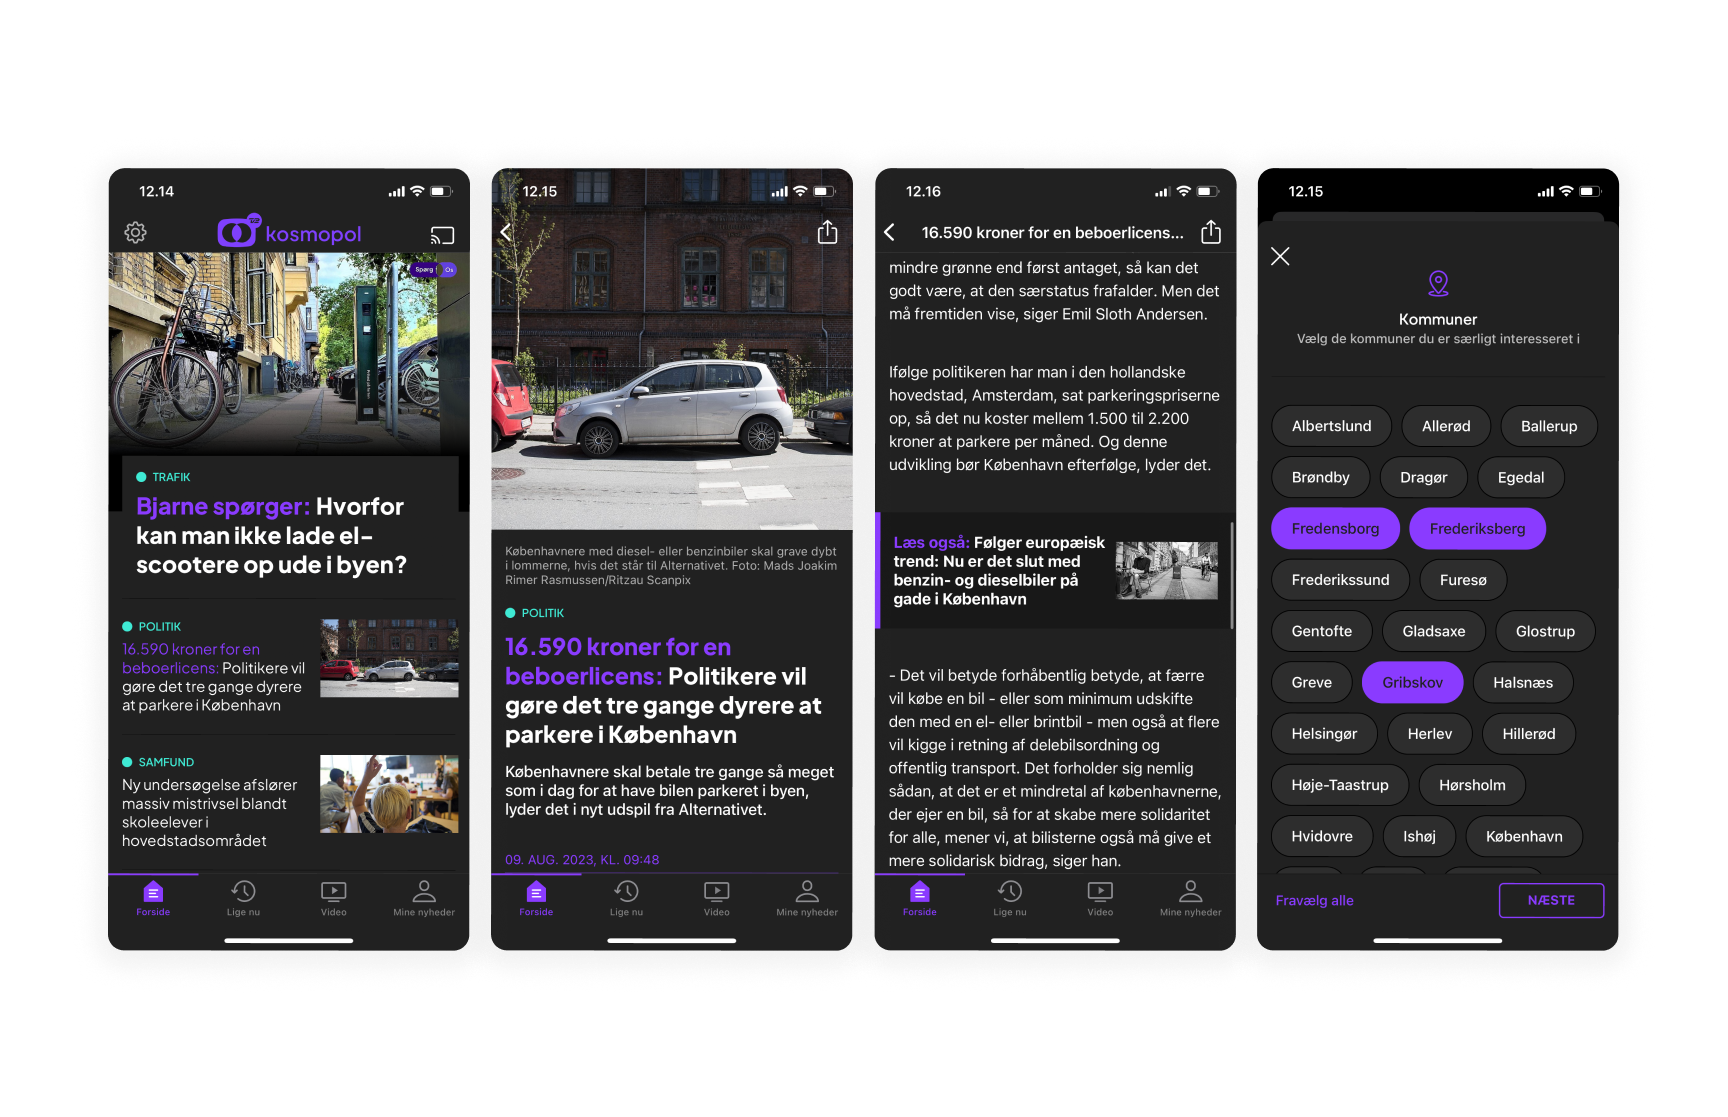 12.14
kosmopol
Spørg Os
TRAFIK
Bjarne spørger: Hvorfor
kan man ikke lade el-
scootere op ude i byen?
POLITIK
16.590 kroner for en
beboerlicens: Politikere vil
gøre det tre gange dyrere
at parkere i København
SAMFUND
Ny undersøgelse afslører
massiv mistrivsel blandt
skoleelever i
hovedstadsområdet
Forside
Lige nu
Video
Mine nyheder
12.15
Københavnere med diesel- eller benzinbiler skal grave dybt
i lommerne, hvis det står til Alternativet. Foto: Mads Joakim
Rimer Rasmussen/Ritzau Scanpix
POLITIK
16.590 kroner for en
beboerlicens: Politikere vil
gøre det tre gange dyrere at
parkere i København
Københavnere skal betale tre gange så meget
som i dag for at have bilen parkeret i byen,
lyder det i nyt udspil fra Alternativet.
09. AUG. 2023, KL. 09:48
Forside
Lige nu
Video
Mine nyheder
12.16
16.590 kroner for en beboerlicens...
mindre grønne end først antaget, så kan det
godt være, at den særstatus frafalder. Men det
må fremtiden vise, siger Emil Sloth Andersen.
Ifølge politikeren har man i den hollandske
hovedstad, Amsterdam, sat parkeringspriserne
op, så det nu koster mellem 1.500 til 2.200
kroner at parkere per måned. Og denne
udvikling bør København efterfølge, lyder det.
Læs også: Følger europæisk
trend: Nu er det slut med
benzin- og dieselbiler på
gade i København
- Det vil betyde forhåbentlig betyde, at færre
vil købe en bil - eller som minimum udskifte
den med en el- eller brintbil - men også at flere
vil kigge i retning af delebilsordning og
offentlig transport. Det forholder sig nemlig
sådan, at det er et mindretal af københavnerne,
der ejer en bil, så for at skabe mere solidaritet
for alle, mener vi, at bilisterne også må give et
mere solidarisk bidrag, siger han.
Forside
Lige nu
Video
Mine nyheder
12.15
Kommuner
Vælg de kommuner du er særligt interesseret i
Albertslund Allerød Ballerup
Brøndby Dragør Egedal
Fredensborg Frederiksberg
Frederikssund Furesø
Gentofte Gladsaxe Glostrup
Greve Gribskov Halsnæs
Helsingør Herlev Hillerød
Høje-Taastrup Hørsholm
Hvidovre Ishøj København
Fravælg alle
NÆSTE